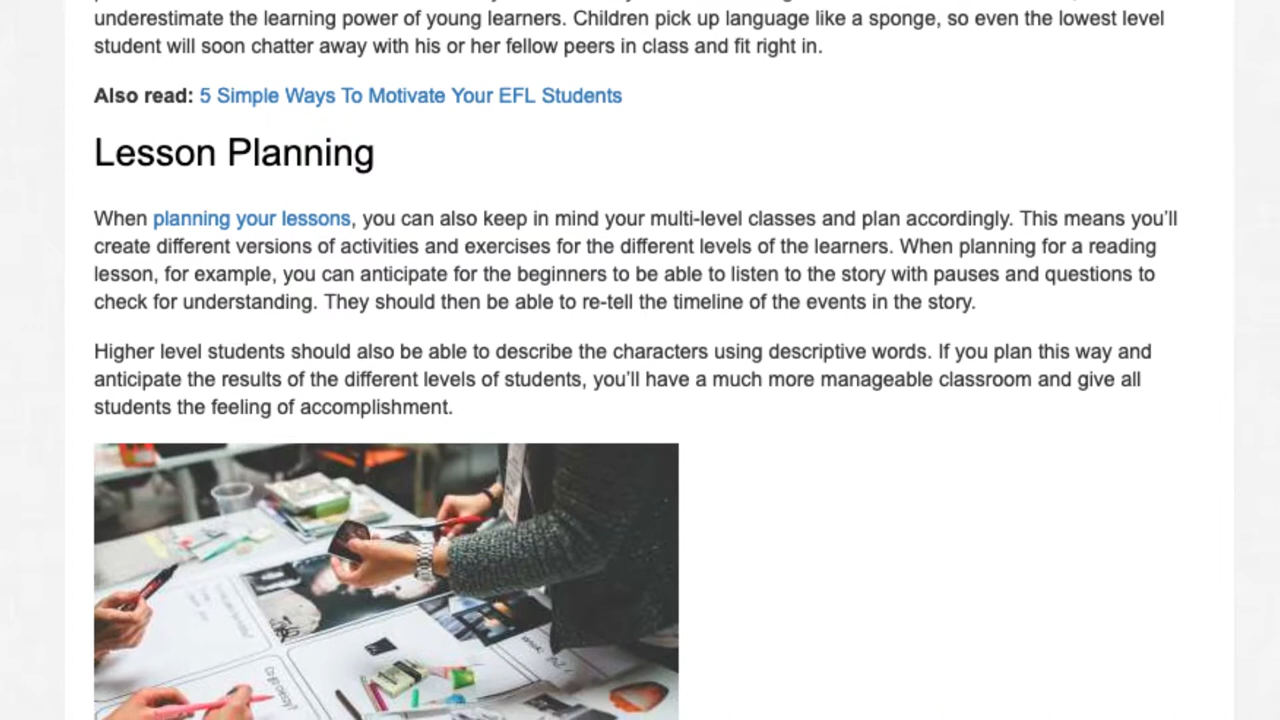 underestimate the learning power of young learners. Children pick up language like a sponge, so even the lowest level
student will soon chatter away with his or her fellow peers in class and fit right in.
Also read: 5 Simple Ways To Motivate Your EFL Students
Lesson Planning
When planning your lessons, you can also keep in mind your multi-level classes and plan accordingly. This means you’ll
create different versions of activities and exercises for the different levels of the learners. When planning for a reading
lesson, for example, you can anticipate for the beginners to be able to listen to the story with pauses and questions to
check for understanding. They should then be able to re-tell the timeline of the events in the story.
Higher level students should also be able to describe the characters using descriptive words. If you plan this way and
anticipate the results of the different levels of students, you’ll have a much more manageable classroom and give all
students the feeling of accomplishment.